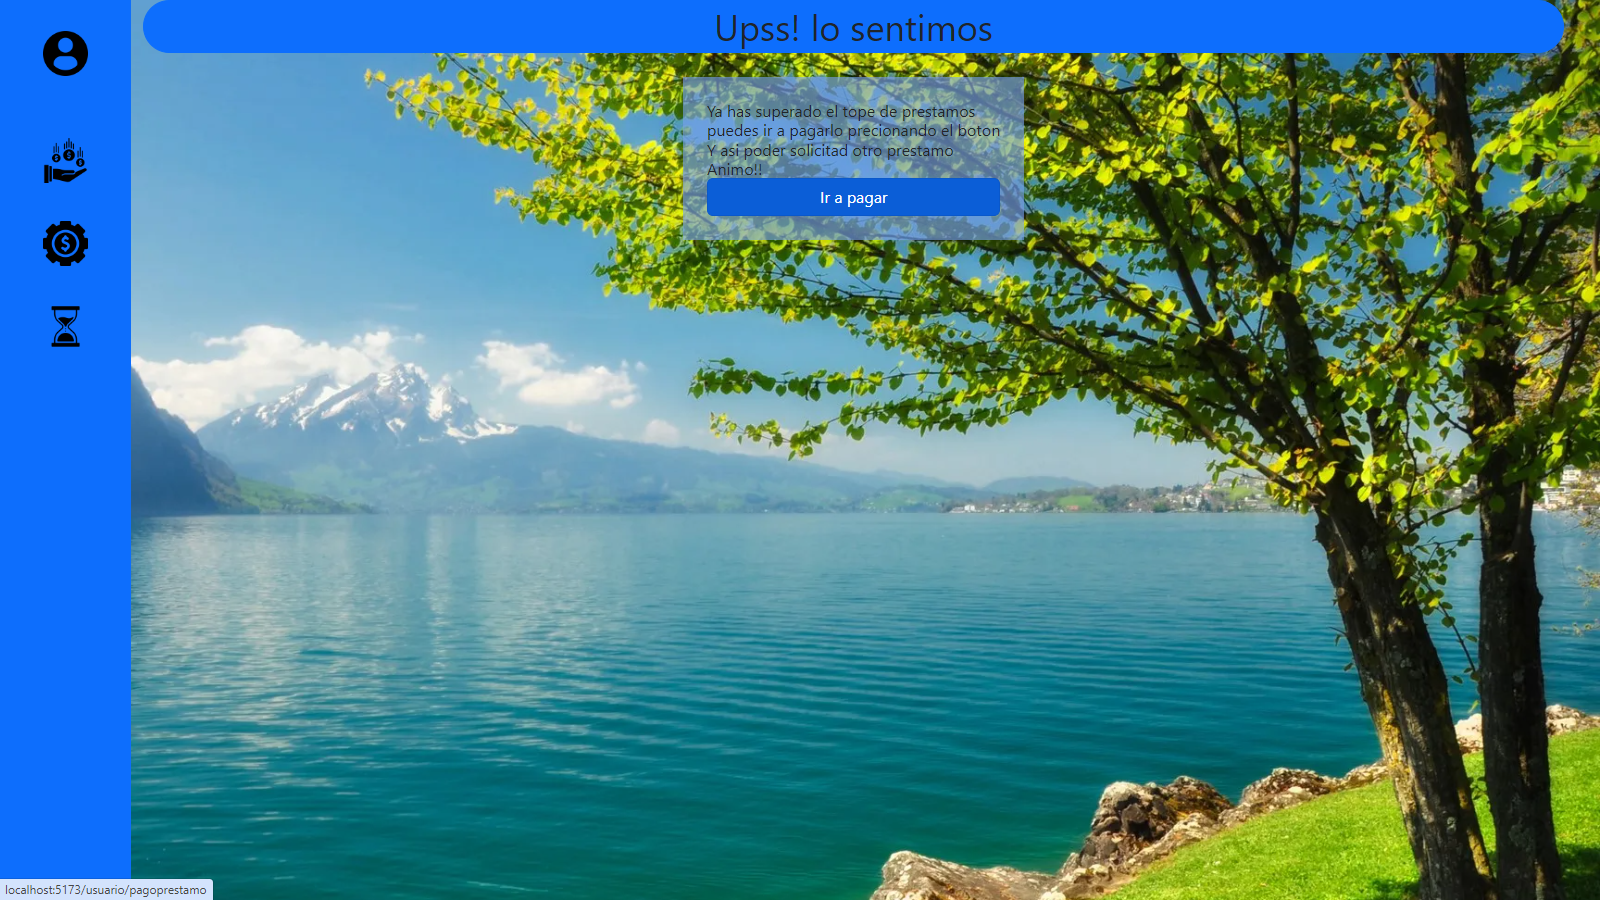 Upss! lo sentimos
Ya has superado el tope de prestamos
puedes ir a pagarlo precionando el boton
Y asi poder solicitad otro prestamo
Animo!!
Ir a pagar
localhost:5173/usuario/pagoprestamo